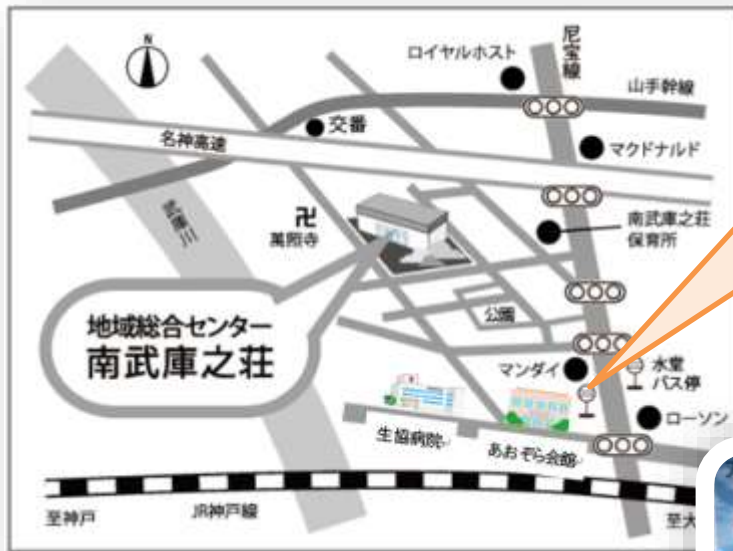 N
ロイヤルホスト
尼宝線
山手幹線
交番
名神高速
マクドナルド
武庫川
卍
萬照寺
南武庫之荘
保育所
地域総合センター
南武庫之荘
公園
マンダイ
水堂
バス停
ローソン
生協病院
あおぞら会館
至神戸
JR神戸線
至大